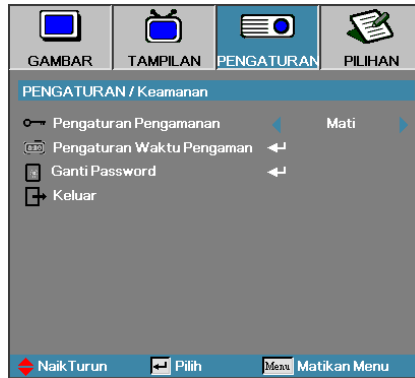 GAMBAR TAMPILAN PENGATURAN PILIHAN
PENGATURAN / Keamanan
Pengaturan Pengamanan Mati
Pengaturan Waktu Pengaman
Ganti Password
Keluar
NaikTurun Pilih Menu Matikan Menu